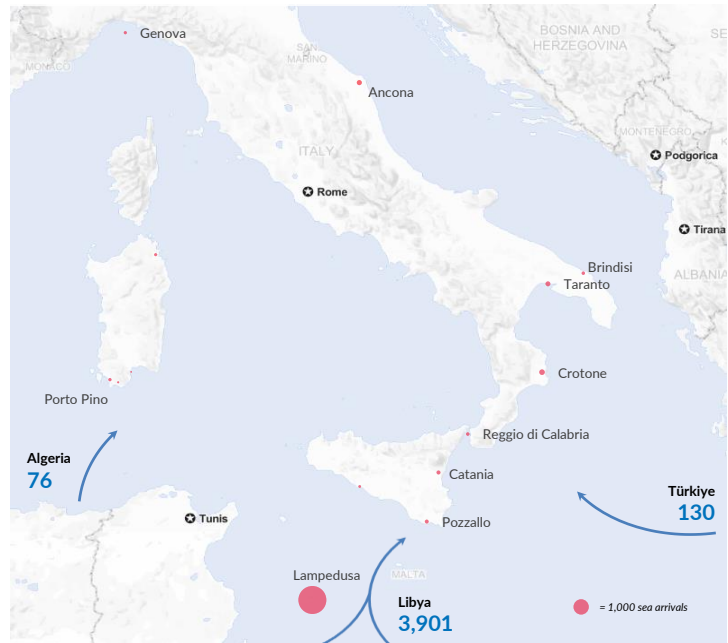 Genova
MONACO
SAN
MARINO
BOSNIA AND
HERZEGOVINA
SE
Ancona
ITALY
MONTENEGRO
K
Podgorica
Rome
Tirana
Brindisi
Taranto
ALBANIA
Crotone
Porto Pino
Reggio di Calabria
Algeria
76
Catania
Türkiye
130
Tunis
Pozzallo
Lampedusa
MALTA
Libya
3,901
= 1,000 sea arrivals